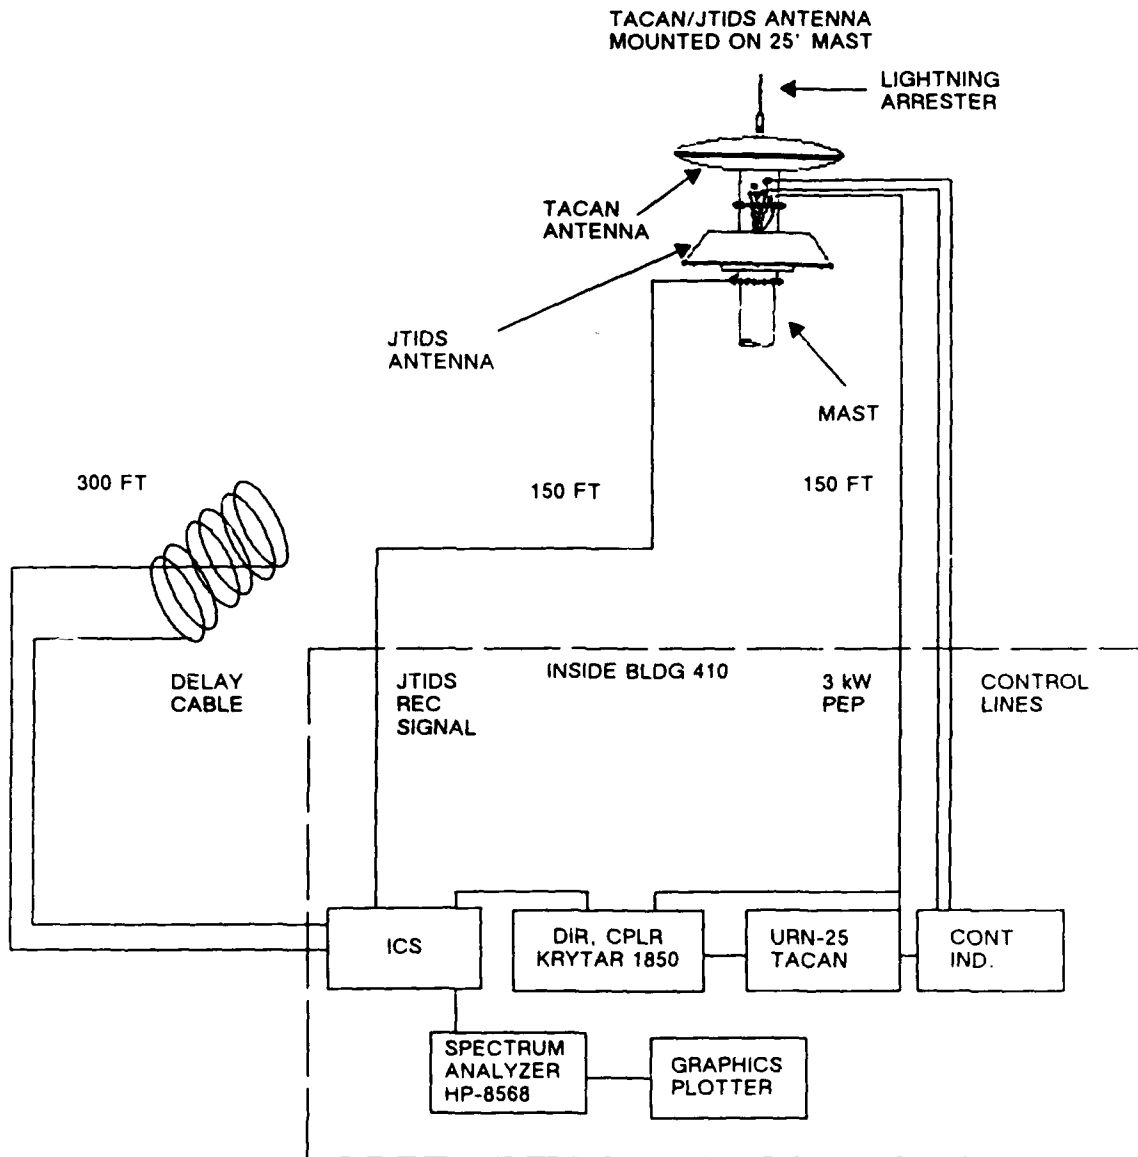 TACAN/JTIDS ANTENNA
MOUNTED ON 25' MAST
LIGHTNING
ARRESTER
TACAN
ANTENNA
JTIDS
ANTENNA
MAST
300 FT
150 FT
150 FT
DELAY
CABLE
JTIDS
REC
SIGNAL
INSIDE BLDG 410
3 kW
PEP
CONTROL
LINES
ICS
DIR, CPLR
KRYTAR 1850
URN-25
TACAN
CONT
IND.
SPECTRUM
ANALYZER
HP-8568
GRAPHICS
PLOTTER